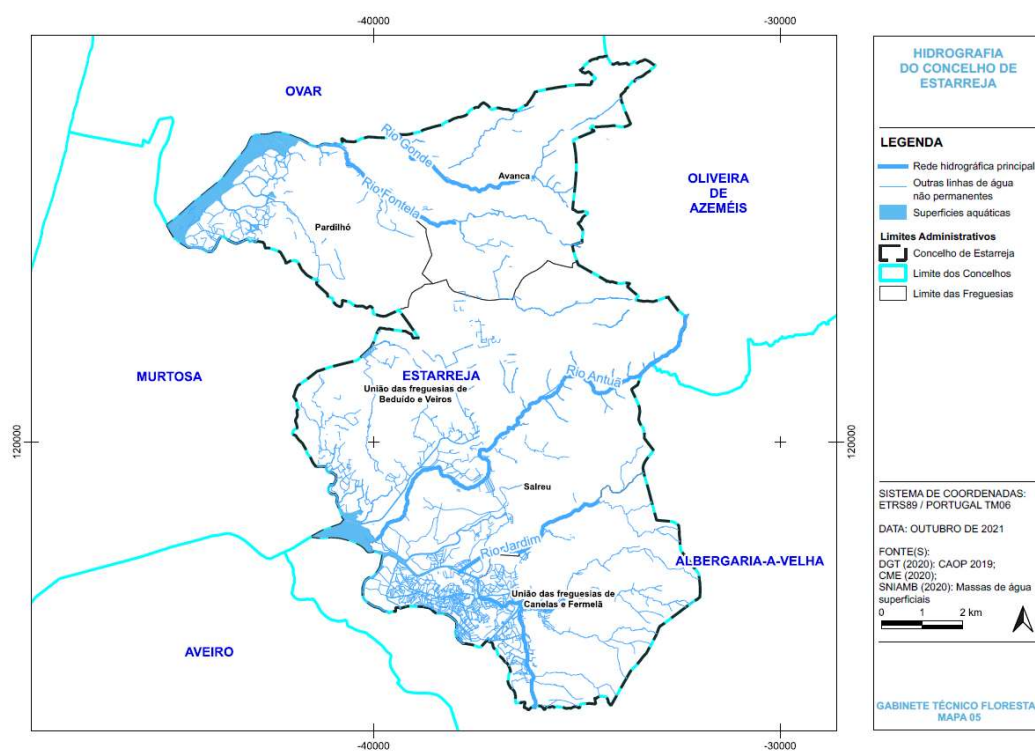 -40000
-30000
OVAR
Rio Gonde
Avanca
OLIVEIRA
DE
AZEMÉIS
Rio Fontela
Pardilhó
MURTOSA
ESTARREJA
União das freguesias de
Beduído e Veiros
Rio Antuã
120000
120000
Salreu
Rio Jardim
ALBERGARIA-A-VELHA
União das freguesias de
Canelas e Fermelã
AVEIRO
-40000
-30000
HIDROGRAFIA
DO CONCELHO DE
ESTARREJA
LEGENDA
Rede hidrográfica principal
Outras linhas de água
não permanentes
Superficies aquáticas
Limites Administrativos
Concelho de Estarreja
Limite dos Concelhos
Limite das Freguesias
SISTEMA DE COORDENADAS:
ETRS89 / PORTUGAL TM06
DATA: OUTUBRO DE 2021
FONTE(S):
DGT (2020): CAOP 2019;
CME (2020);
SNIAMB (2020): Massas de água
superficiais
0 1 2 km
GABINETE TÉCNICO FLORESTA
MAPA 05